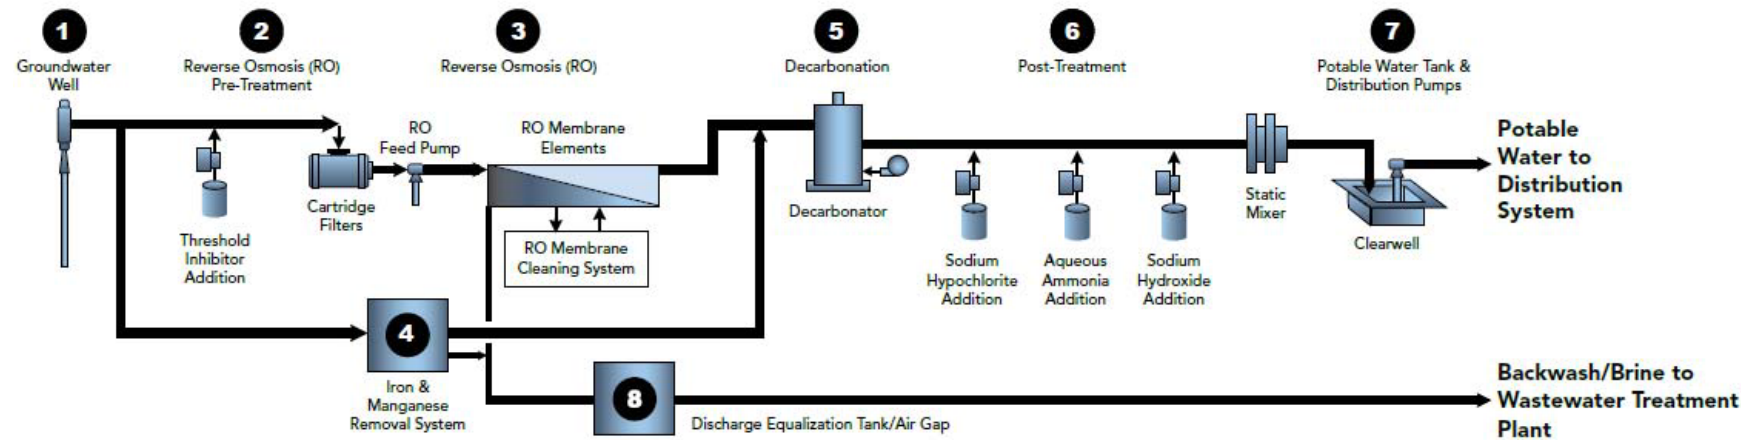 1
Groundwater
Well
2
Reverse Osmosis (RO)
Pre-Treatment
3
Reverse Osmosis (RO)
5
Decarbonation
6
Post-Treatment
7
Potable Water Tank &
Distribution Pumps
RO
Feed Pump
RO Membrane
Elements
Threshold
Inhibitor
Addition
Cartridge
Filters
RO Membrane
Cleaning System
Decarbonator
Sodium
Hypochlorite
Addition
Aqueous
Ammonia
Addition
Sodium
Hydroxide
Addition
Static
Mixer
Clearwell
Potable
Water to
Distribution
System
4
Iron &
Manganese
Removal System
8
Discharge Equalization Tank/Air Gap
Backwash/Brine to
Wastewater Treatment
Plant